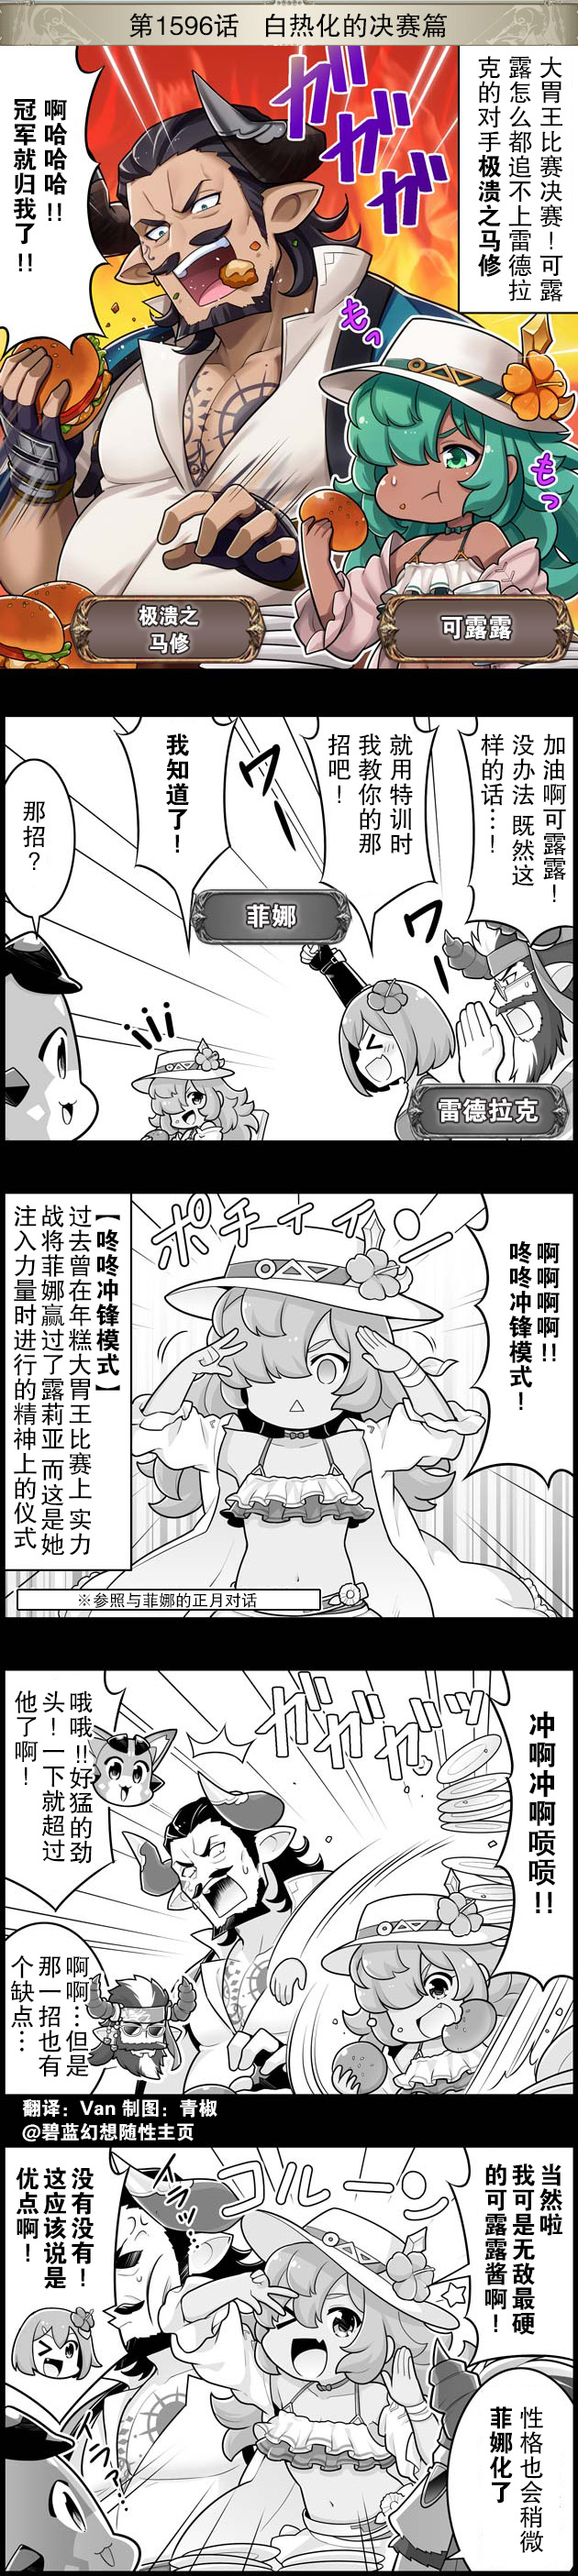 第1596话 白热化的决赛篇
大胃王比赛决赛！可露
露怎么都追不上雷德拉
克的对手极溃之马修
ガガガ
啊哈哈哈!!
冠军就归我了!!
もっ
もっ
极溃之
马修
可露露
加油啊可露露！
没办法 既然这
样的话…！
就用特训时
我教你的那
招吧！
ワー
ワー
我知道了！
那招？
菲娜
雷德拉克
啊啊啊啊!!
咚咚冲锋模式！
ポチィィーン
【咚咚冲锋模式】
过去曾在年糕大胃王比赛上 实力
战将菲娜赢过了露莉亚 而这是她
注入力量时进行的精神上的仪式
※参照与菲娜的正月对话
冲啊冲啊喷喷!!
ガガガガッ
哦哦!!好猛的劲
头！一下就超过
他了啊！
啊啊…但是
那一招也有
个缺点…
翻译：Van 制图：青椒
@碧蓝幻想随性主页
当然啦
我可是无敌最硬
的可露露酱啊！
コルーン
没有没有！
这应该说是
优点啊！
性格也会稍微
菲娜化了